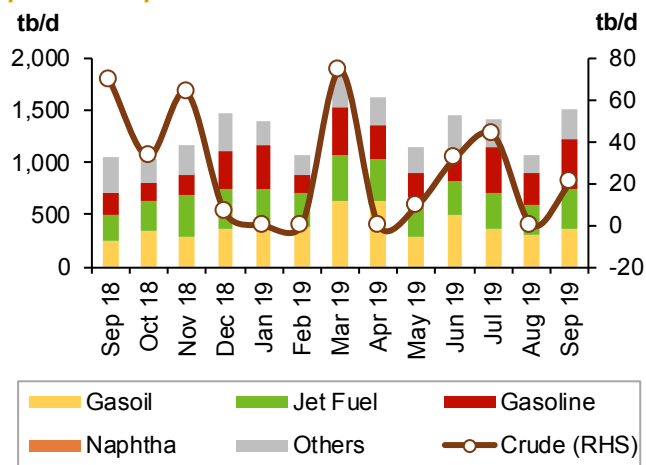 tb/d tb/d
2,000 80
1,500 60
1,000 40
500 20
0 0
-20
Sep 18 Oct 18 Nov 18 Dec 18 Jan 19 Feb 19 Mar 19 Apr 19 May 19 Jun 19 Jul 19 Aug 19 Sep 19
Gasoil Jet Fuel Gasoline
Naphtha Others Crude (RHS)